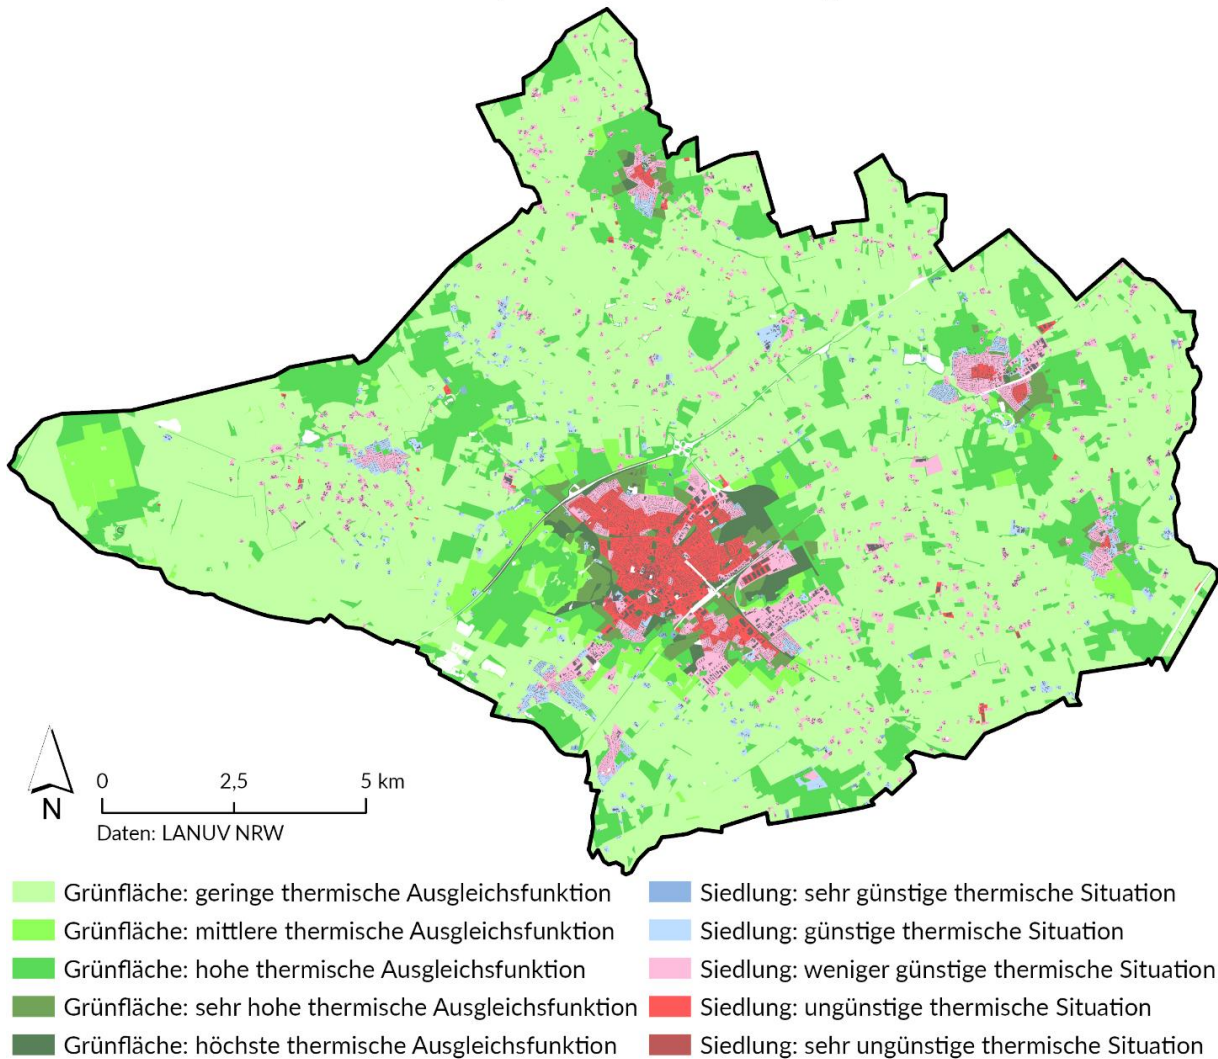 N
0 2,5 5 km
Daten: LANUV NRW
Grünfläche: geringe thermische Ausgleichsfunktion
Grünfläche: mittlere thermische Ausgleichsfunktion
Grünfläche: hohe thermische Ausgleichsfunktion
Grünfläche: sehr hohe thermische Ausgleichsfunktion
Grünfläche: höchste thermische Ausgleichsfunktion
Siedlung: sehr günstige thermische Situation
Siedlung: günstige thermische Situation
Siedlung: weniger günstige thermische Situation
Siedlung: ungünstige thermische Situation
Siedlung: sehr ungünstige thermische Situation